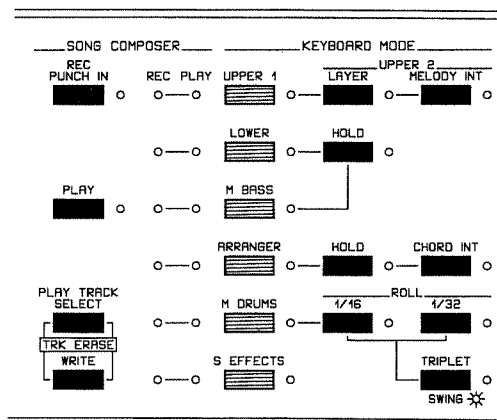 SONG COMPOSER KEYBOARD MODE
REC UPPER 2
PUNCH IN REC PLAY UPPER 1 LAYER MELODY INT
LOWER HOLD
PLAY M BASS
ARRANGER HOLD CHORD INT
PLAY TRACK ROLL
SELECT M DRUMS 1/16 1/32
TRK ERASE
WRITE S EFFECTS TRIPLET
SWING